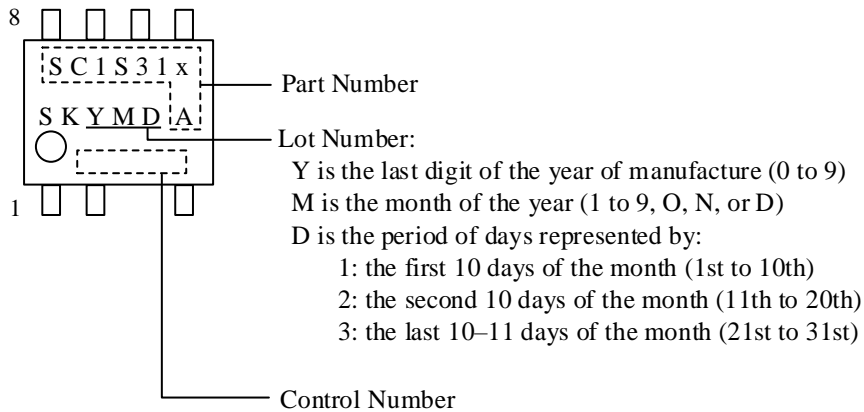 8
S C 1 S 3 1 x
Part Number
S K Y M D A
Lot Number:
Y is the last digit of the year of manufacture (0 to 9)
M is the month of the year (1 to 9, O, N, or D)
1
D is the period of days represented by:
1: the first 10 days of the month (1st to 10th)
2: the second 10 days of the month (11th to 20th)
3: the last 10–11 days of the month (21st to 31st)
Control Number